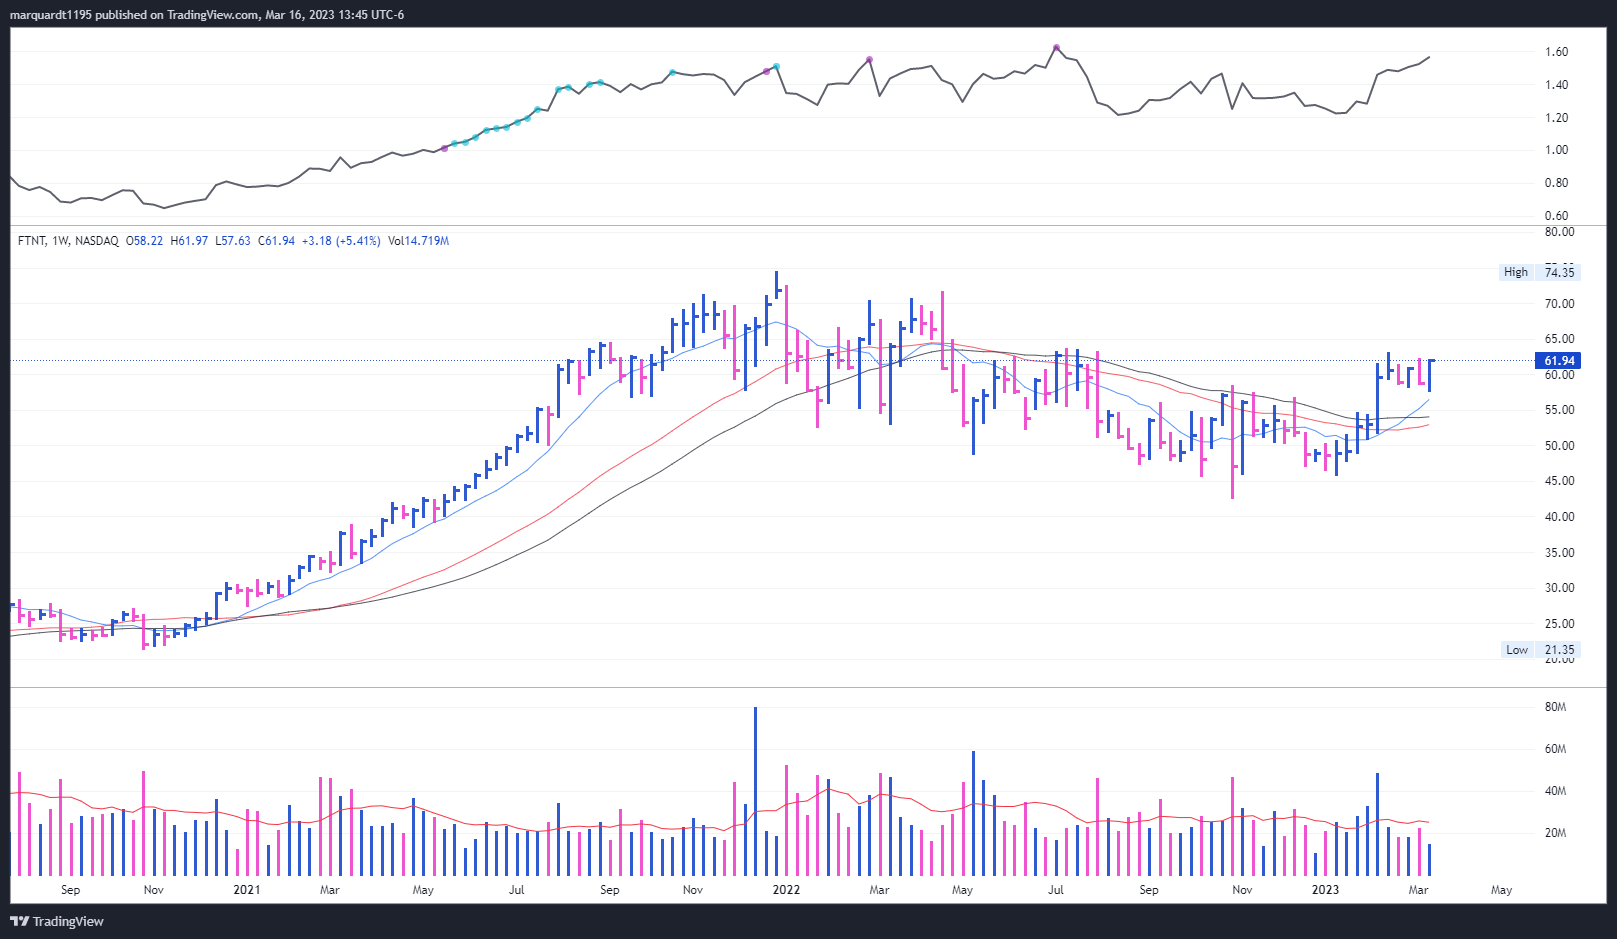 marquardt1195 published on TradingView.com, Mar 16, 2023 13:45 UTC-6
1.60
1.40
1.20
1.00
0.80
0.60
FTNT, 1W, NASDAQ O58.22 H61.97 L57.63 C61.94 +3.18 (+5.41%) Vol14.719M
80.00
High 74.35
70.00
65.00
61.94
60.00
55.00
50.00
45.00
40.00
35.00
30.00
25.00
Low 21.35
20.00
80M
60M
40M
20M
Sep Nov 2021 Mar May Jul Sep Nov 2022 Mar May Jul Sep Nov 2023 Mar May
TradingView